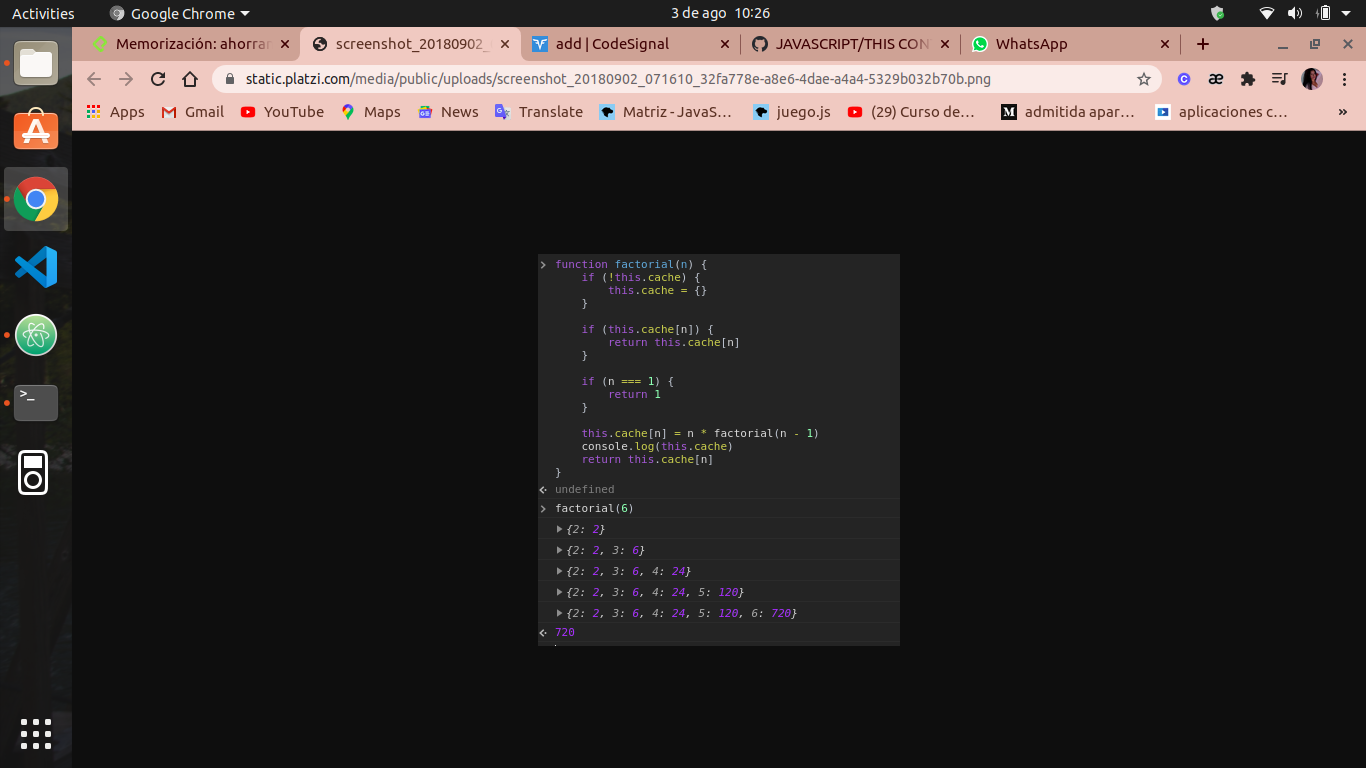 Activities Google Chrome 3 de ago 10:26
Memorización: ahorrar screenshot_20180902_ add | CodeSignal JAVASCRIPT/THIS CON WhatsApp
static.platzi.com/media/public/uploads/screenshot_20180902_071610_32fa778e-a8e6-4dae-a4a4-5329b032b70b.png
Apps Gmail YouTube Maps News Translate Matriz - JavaS... juego.js (29) Curso de... admitida apar... aplicaciones c... »
function factorial(n) {
if (!this.cache) {
this.cache = {}
}
if (this.cache[n]) {
return this.cache[n]
}
if (n === 1) {
return 1
}
this.cache[n] = n * factorial(n - 1)
console.log(this.cache)
return this.cache[n]
}
undefined
factorial(6)
{2: 2}
{2: 2, 3: 6}
{2: 2, 3: 6, 4: 24}
{2: 2, 3: 6, 4: 24, 5: 120}
{2: 2, 3: 6, 4: 24, 5: 120, 6: 720}
720